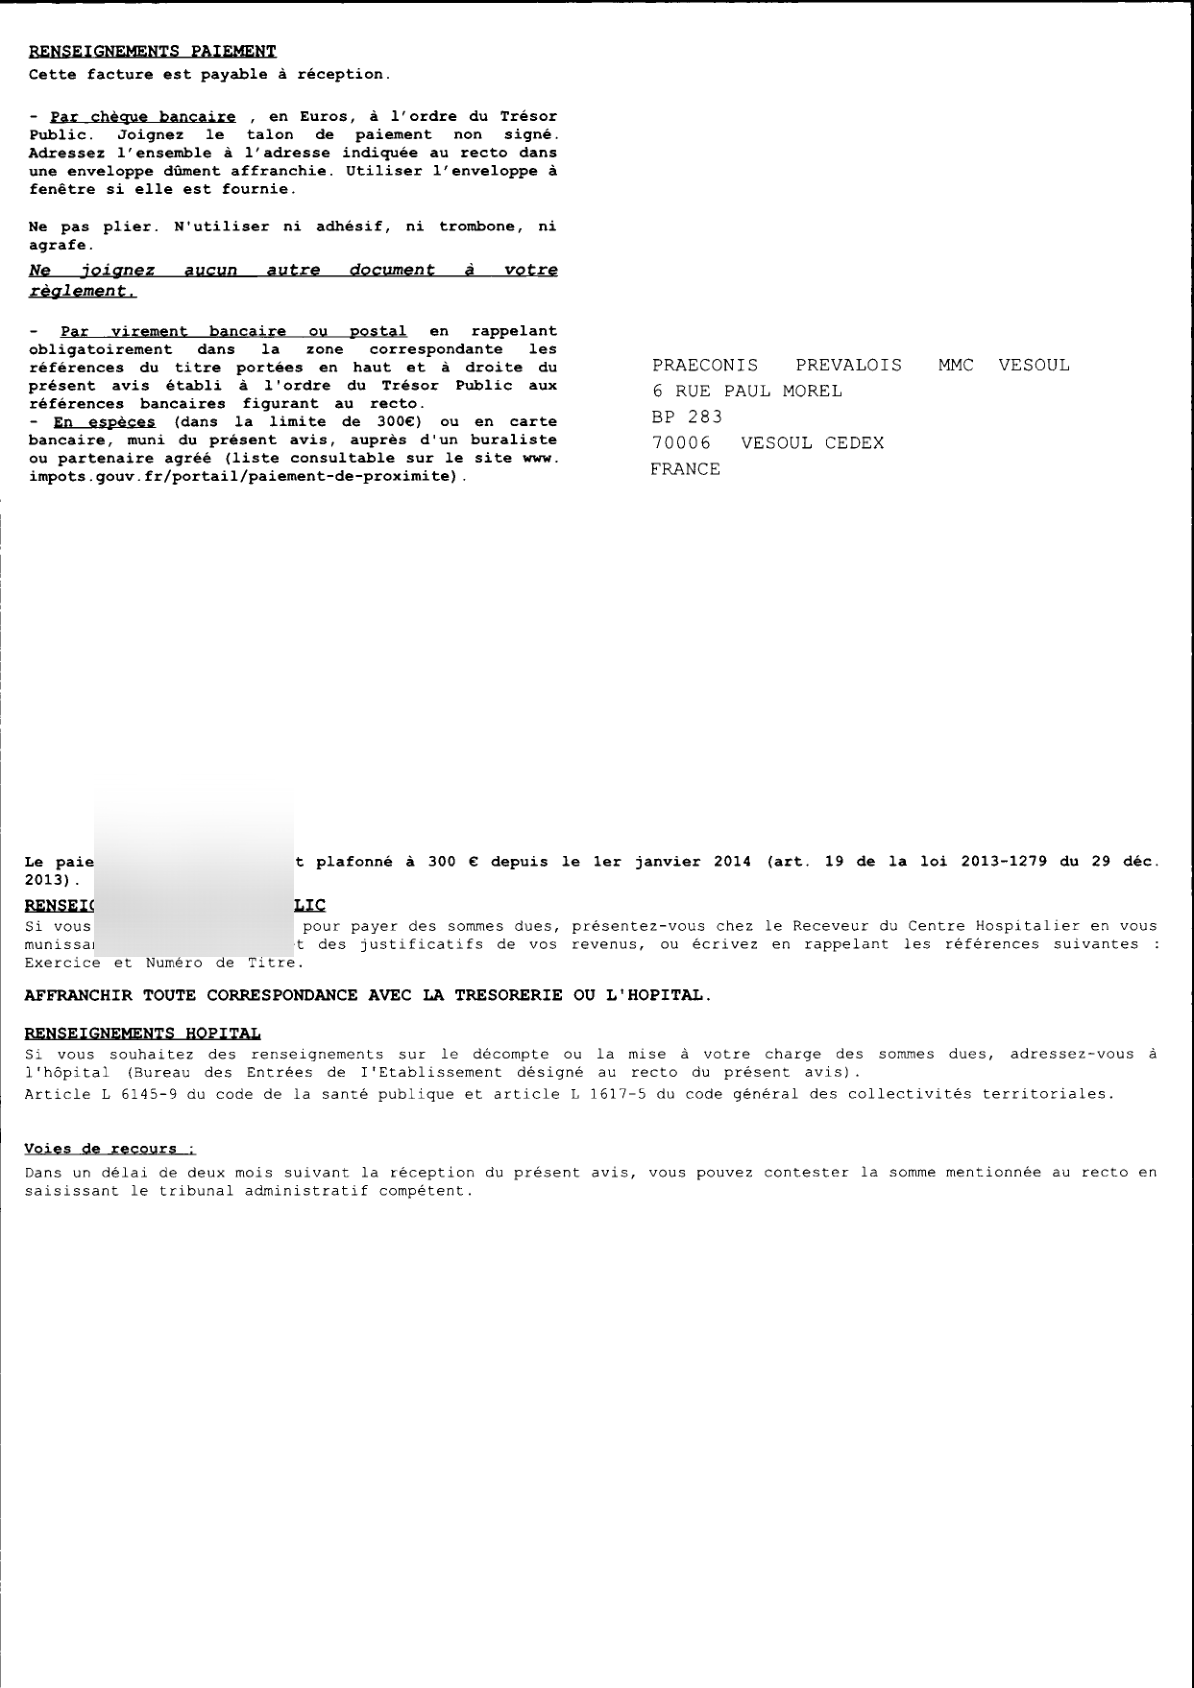 RENSEIGNEMENTS PAIEMENT
Cette facture est payable à réception.
- Par chèque bancaire , en Euros, à l'ordre du Trésor
Public. Joignez le talon de paiement non signé.
Adressez l'ensemble à l'adresse indiquée au recto dans
une enveloppe dûment affranchie. Utiliser l'enveloppe à
fenêtre si elle est fournie.
Ne pas plier. N'utiliser ni adhésif, ni trombone, ni
agrafe.
Ne joignez aucun autre document à votre
règlement.
- Par virement bancaire ou postal en rappelant
obligatoirement dans la zone correspondante les
références du titre portées en haut et à droite du
présent avis établi à l'ordre du Trésor Public aux
références bancaires figurant au recto.
- En espèces (dans la limite de 300€) ou en carte
bancaire, muni du présent avis, auprès d'un buraliste
ou partenaire agréé (liste consultable sur le site www.
impots.gouv.fr/portail/paiement-de-proximite).
PRAECONIS PREVALOIS MMC VESOUL
6 RUE PAUL MOREL
BP 283
70006 VESOUL CEDEX
FRANCE
Le plafonné à 300 € depuis le 1er janvier 2014 (art. 19 de la loi 2013-1279 du 29 déc.
2013).
Si vous pour payer des sommes dues, présentez-vous chez le Receveur du Centre Hospitalier en vous
des justificatifs de vos revenus, ou écrivez en rappelant les références suivantes :
Exercice et Numéro de Titre.
AFFRANCHIR TOUTE CORRESPONDANCE AVEC LA TRESORERIE OU L'HOPITAL.
RENSEIGNEMENTS HOPITAL
Si vous souhaitez des renseignements sur le décompte ou la mise à votre charge des sommes dues, adressez-vous à
l'hôpital (Bureau des Entrées de I'Etablissement désigné au recto du présent avis).
Article L 6145-9 du code de la santé publique et article L 1617-5 du code général des collectivités territoriales.
Voies de recours :
Dans un délai de deux mois suivant la réception du présent avis, vous pouvez contester la somme mentionnée au recto en
saisissant le tribunal administratif compétent.